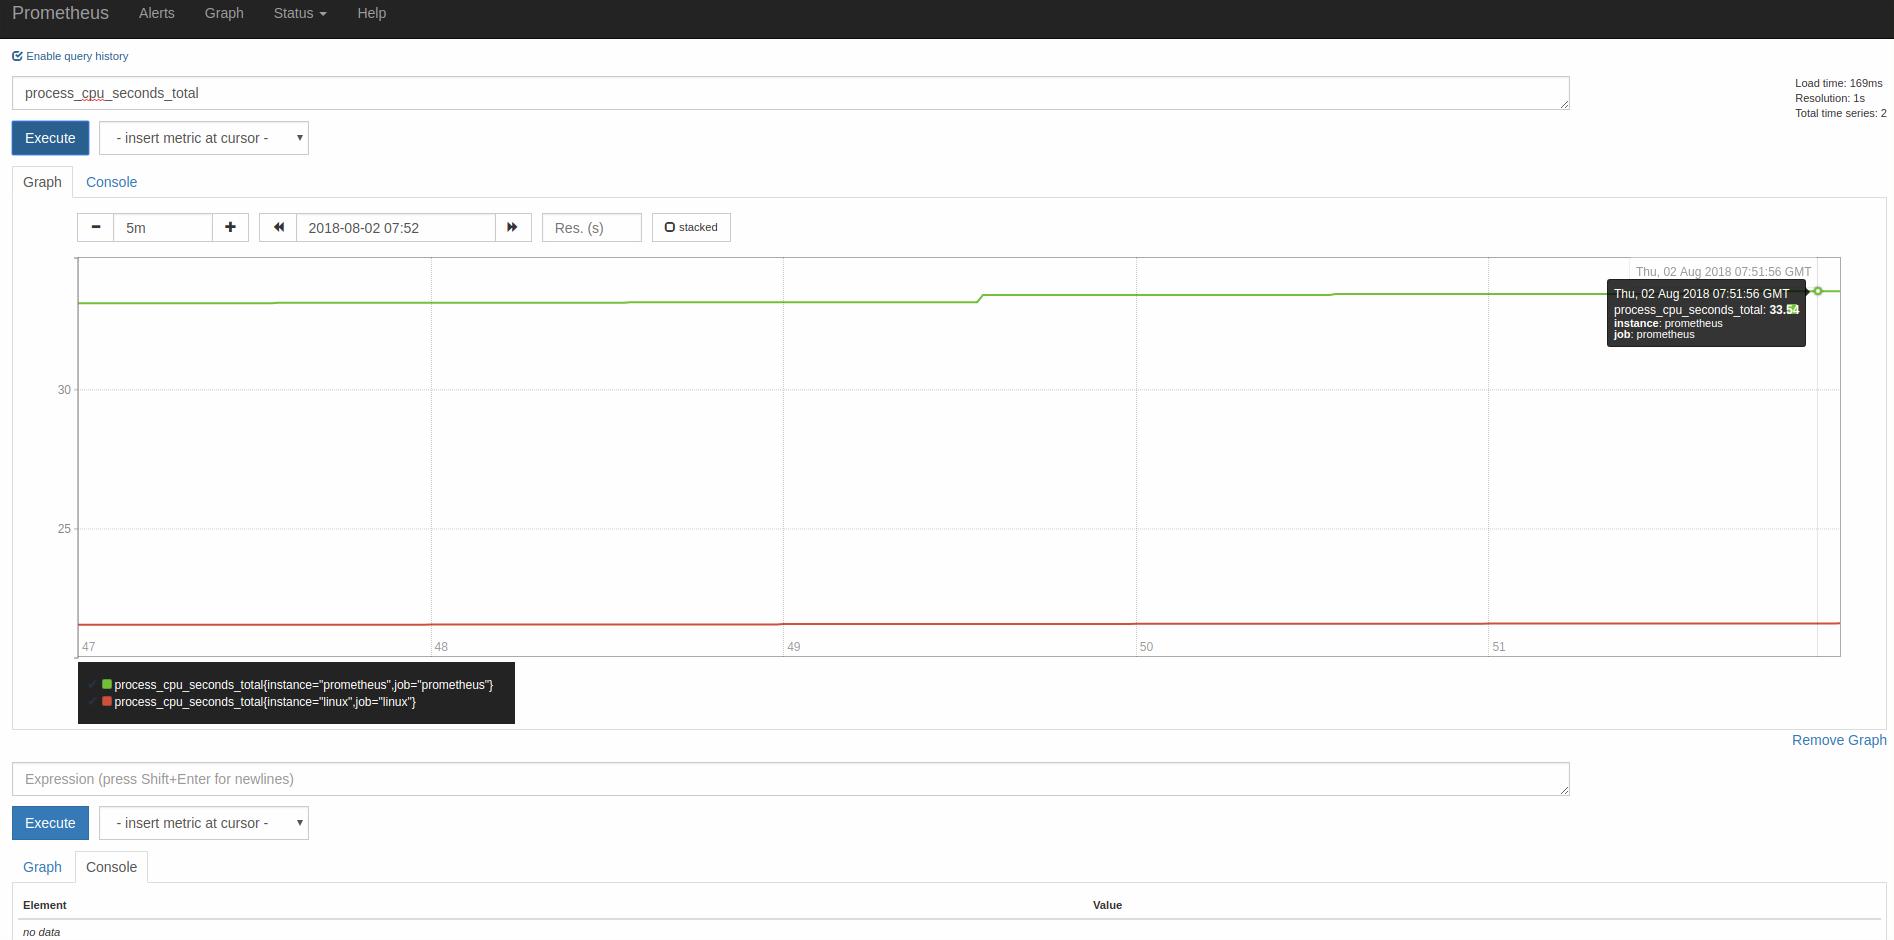 Prometheus Alerts Graph Status Help
Enable query history
process_cpu_seconds_total
Load time: 169ms
Resolution: 1s
Total time series: 2
Execute - insert metric at cursor -
Graph Console
5m 2018-08-02 07:52 Res. (s) stacked
Thu, 02 Aug 2018 07:51:56 GMT
Thu, 02 Aug 2018 07:51:56 GMT
process_cpu_seconds_total: 33.54
instance: prometheus
job: prometheus
30
25
47 48 49 50 51
process_cpu_seconds_total{instance="prometheus",job="prometheus"}
process_cpu_seconds_total{instance="linux",job="linux"}
Remove Graph
Expression (press Shift+Enter for newlines)
Execute - insert metric at cursor -
Graph Console
Element Value
no data